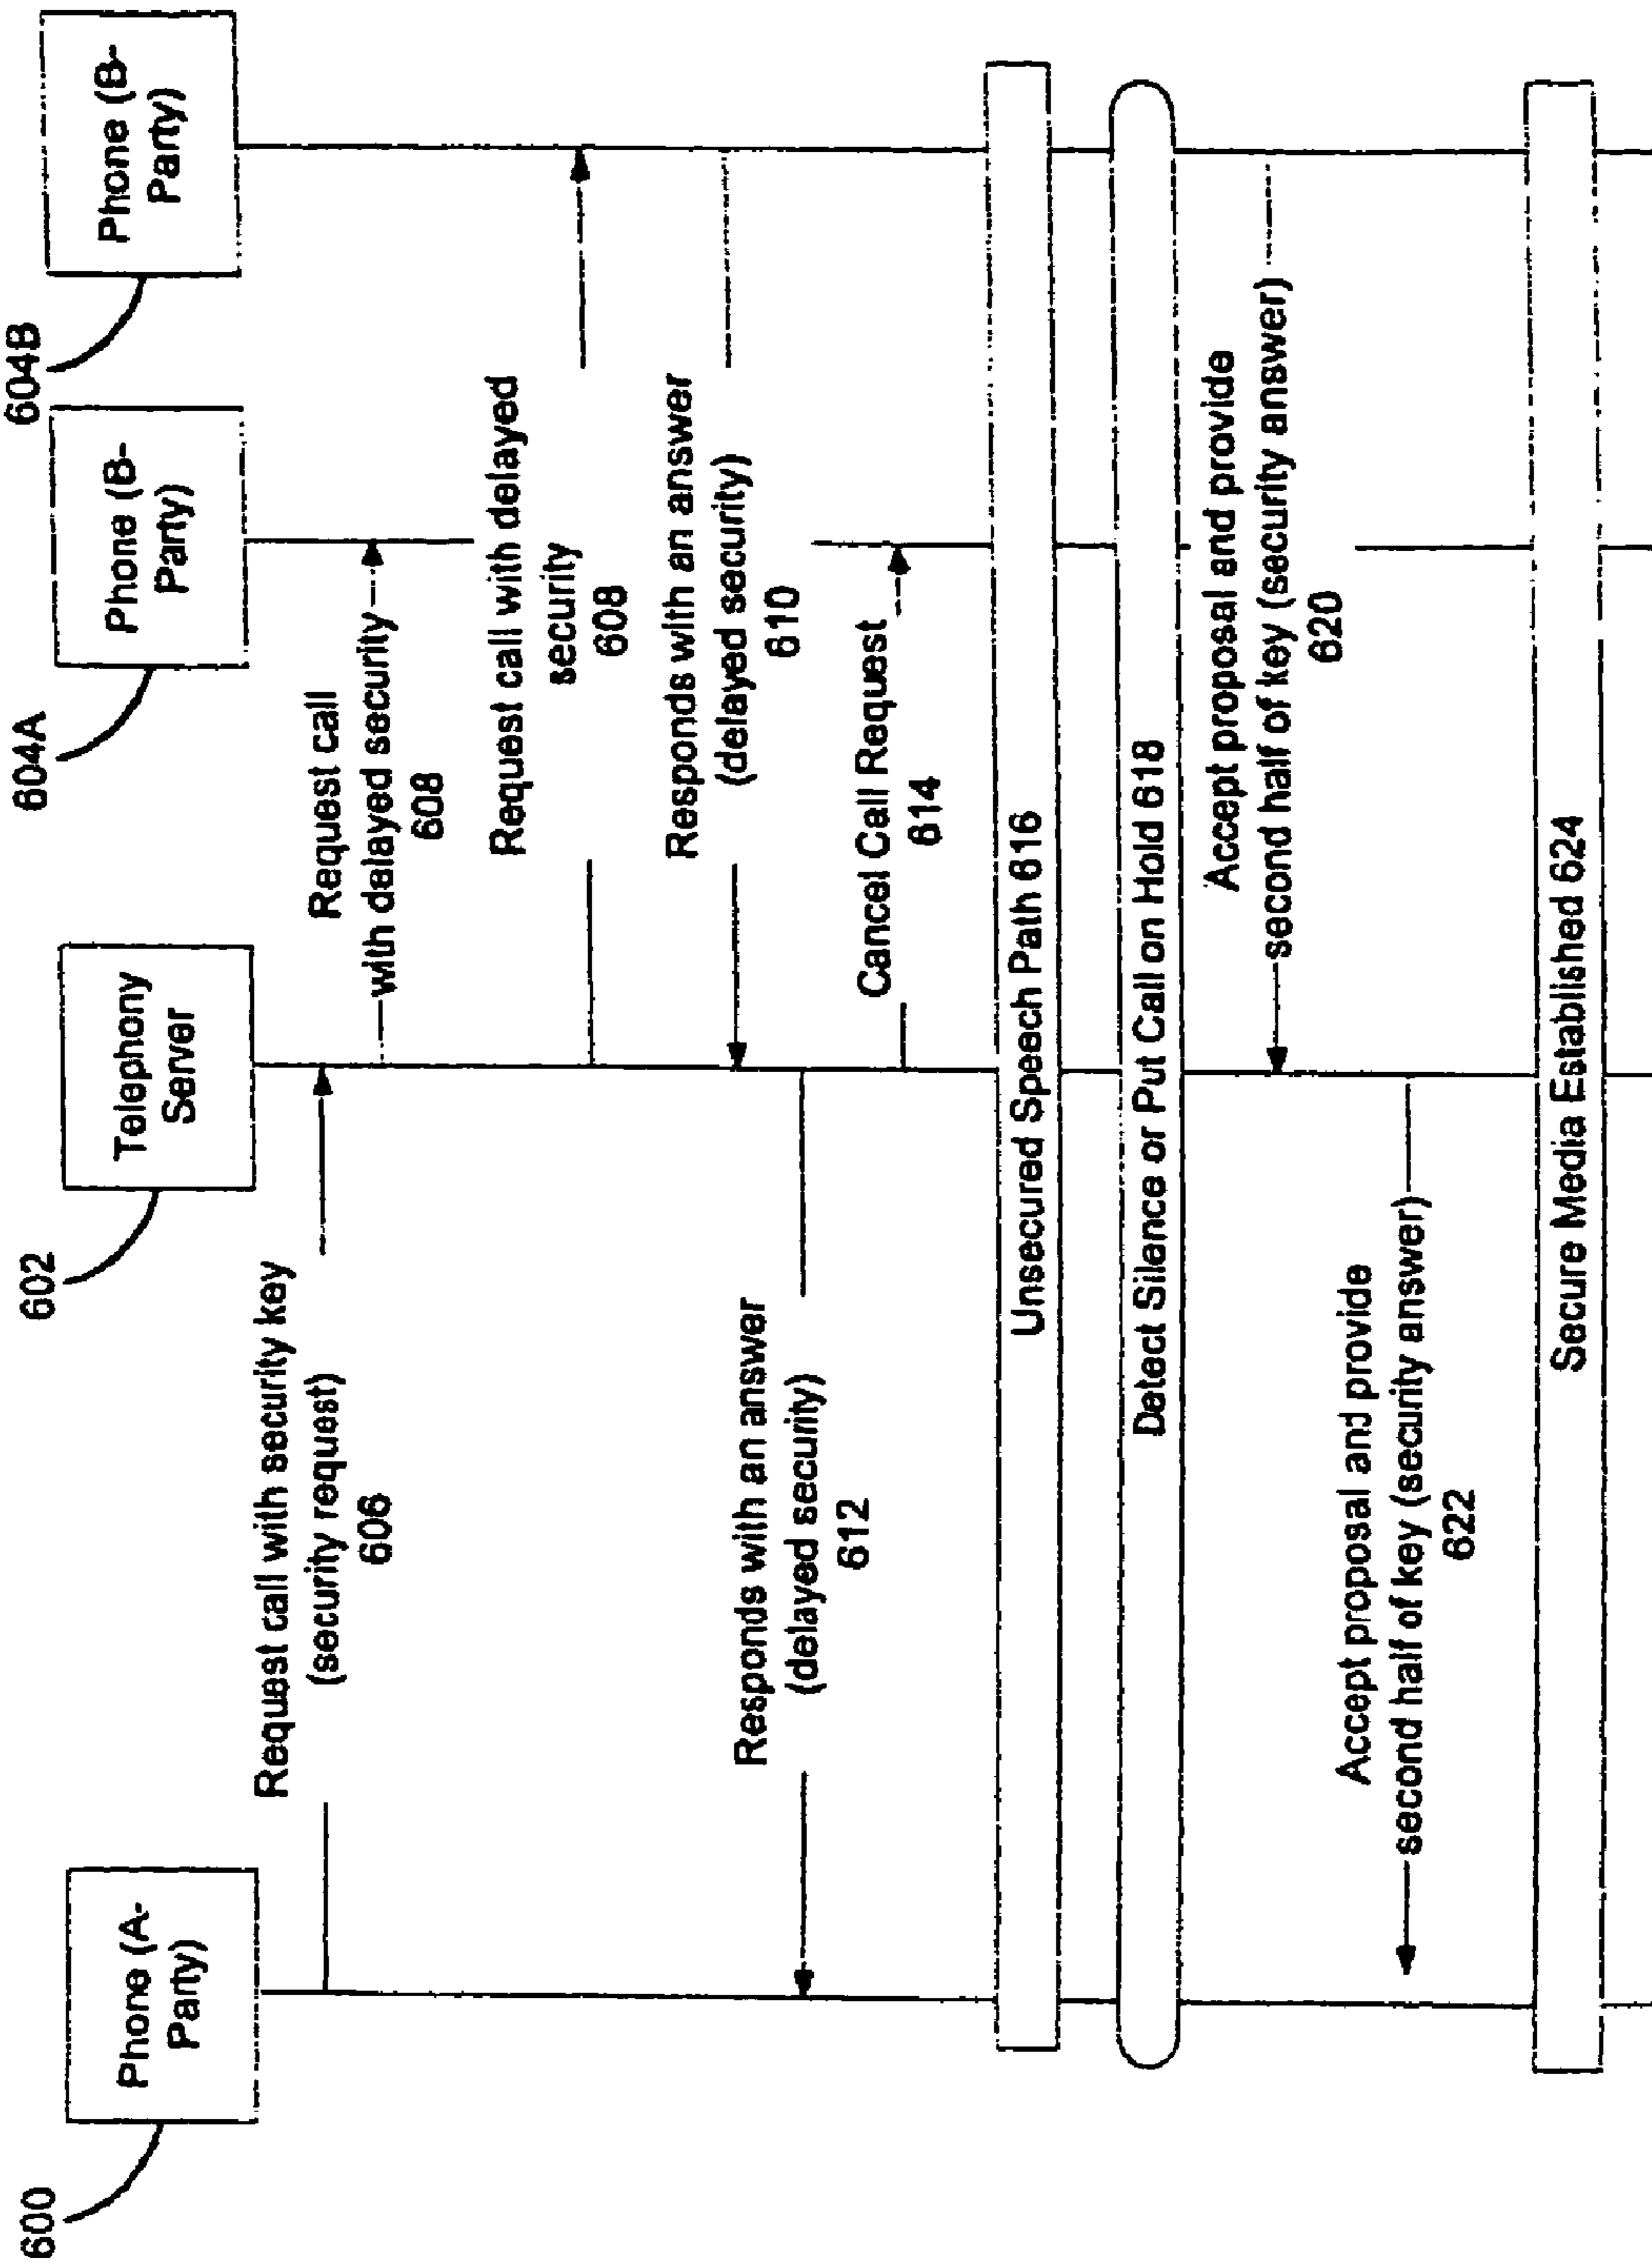 600
Phone (A-
Party)
602
Telephony
Server
604A
Phone (B-
Party)
604B
Phone (B-
Party)
Request call with security key
(security request)
606
Request call
with delayed security
608
Request call with delayed
security
608
Responds with an answer
(delayed security)
610
Responds with an answer
(delayed security)
612
Cancel Call Request
614
Unsecured Speech Path 616
Detect Silence or Put Call on Hold 618
Accept proposal and provide
second half of key (security answer)
620
Accept proposal and provide
second half of key (security answer)
622
Secure Media Established 624